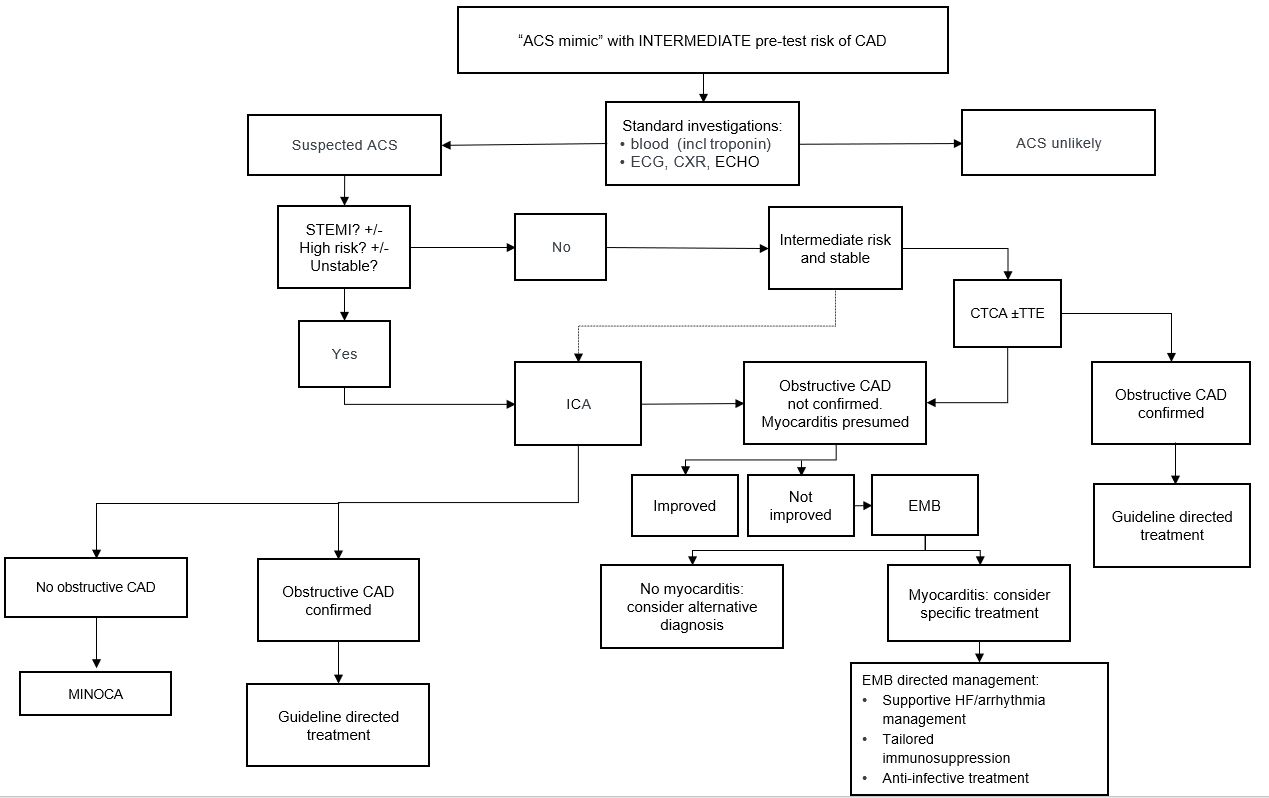 “ACS mimic” with INTERMEDIATE pre-test risk of CAD
Standard investigations:
• blood (incl troponin)
• ECG, CXR, ECHO
Suspected ACS
ACS unlikely
STEMI? +/-
High risk? +/-
Unstable?
No
Intermediate risk
and stable
CTCA ±TTE
Yes
ICA
Obstructive CAD
not confirmed.
Myocarditis presumed
Obstructive CAD
confirmed
Improved
Not
improved
EMB
Guideline directed
treatment
No obstructive CAD
Obstructive CAD
confirmed
No myocarditis:
consider alternative
diagnosis
Myocarditis: consider
specific treatment
MINOCA
Guideline directed
treatment
EMB directed management:
• Supportive HF/arrhythmia
management
• Tailored
immunosuppression
• Anti-infective treatment